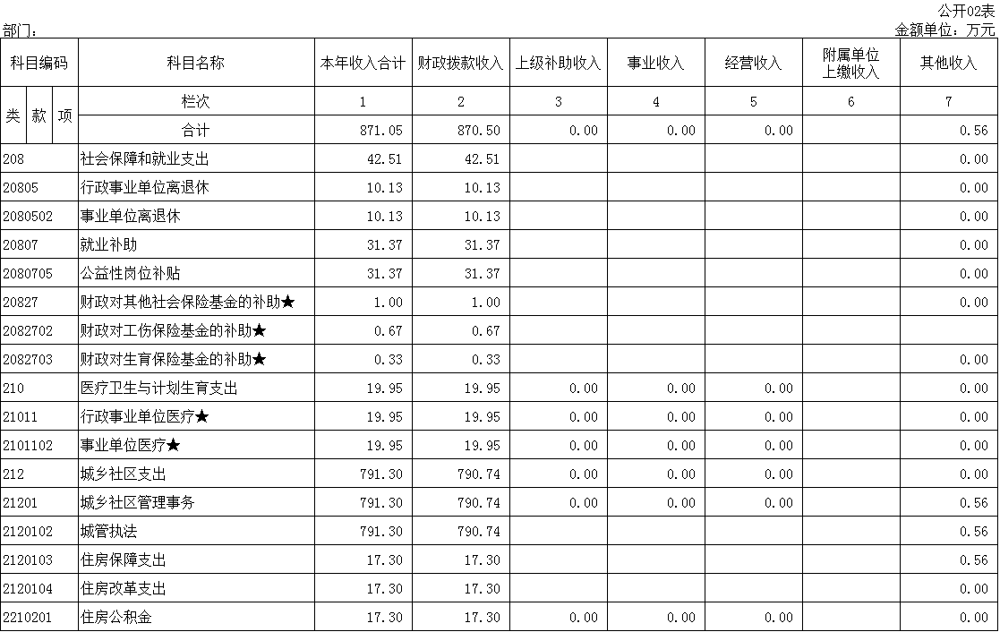 公开02表
部门: 金额单位: 万元
科目编码 科目名称 本年收入合计 财政拨款收入 上级补助收入 事业收入 经营收入 附属单位上缴收入 其他收入
类 款 项 栏次 1 2 3 4 5 6 7
合计 871.05 870.50 0.00 0.00 0.00 0.56
208 社会保障和就业支出 42.51 42.51 0.00
20805 行政事业单位离退休 10.13 10.13 0.00
2080502 事业单位离退休 10.13 10.13 0.00
20807 就业补助 31.37 31.37 0.00
2080705 公益性岗位补贴 31.37 31.37 0.00
20827 财政对其他社会保险基金的补助★ 1.00 1.00 0.00
2082702 财政对工伤保险基金的补助★ 0.67 0.67
2082703 财政对生育保险基金的补助★ 0.33 0.33 0.00
210 医疗卫生与计划生育支出 19.95 19.95 0.00 0.00 0.00 0.00
21011 行政事业单位医疗★ 19.95 19.95 0.00 0.00 0.00 0.00
2101102 事业单位医疗★ 19.95 19.95 0.00 0.00 0.00 0.00
212 城乡社区支出 791.30 790.74 0.00 0.00 0.00 0.00
21201 城乡社区管理事务 791.30 790.74 0.00 0.00 0.00 0.56
2120102 城管执法 791.30 790.74 0.56
2120103 住房保障支出 17.30 17.30 0.56
2120104 住房改革支出 17.30 17.30 0.00
2210201 住房公积金 17.30 17.30 0.00 0.00 0.00 0.00